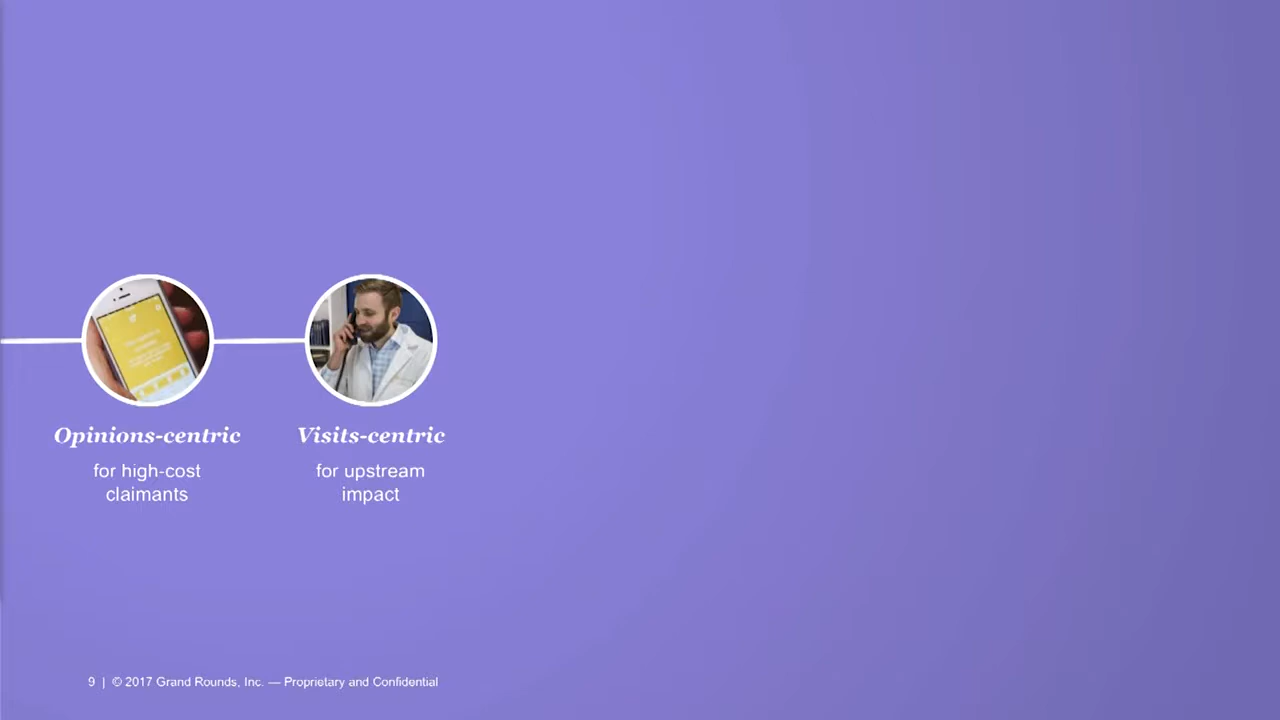 Opinions-centric
for high-cost
claimants
Visits-centric
for upstream
impact
9 | © 2017 Grand Rounds, Inc. — Proprietary and Confidential